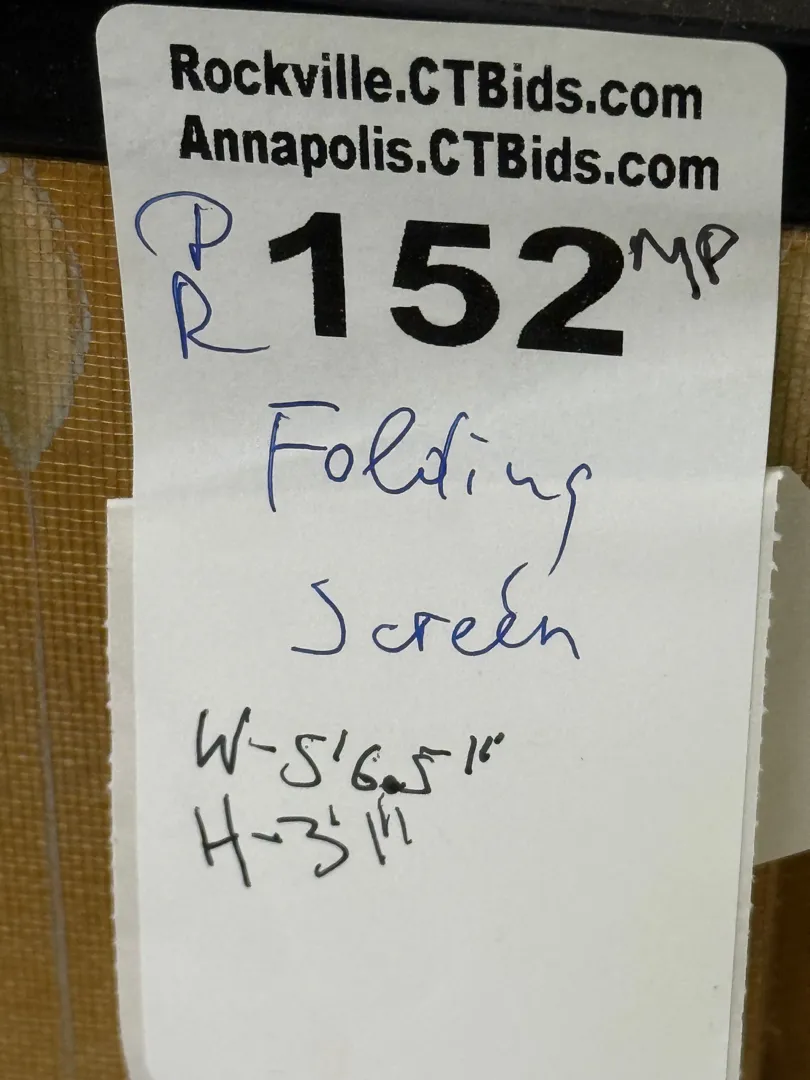 Rockville.CTBids.com
Annapolis.CTBids.com
P
R
152 MP
Folding
Screen
W-5'6.5"
H-3'1"